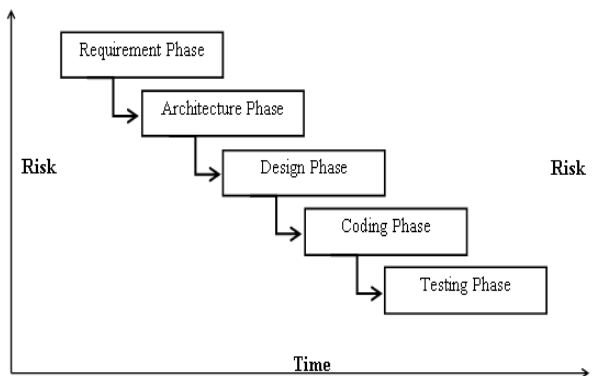 Requirement Phase
Architecture Phase
Risk
Design Phase
Risk
Coding Phase
Testing Phase
Time